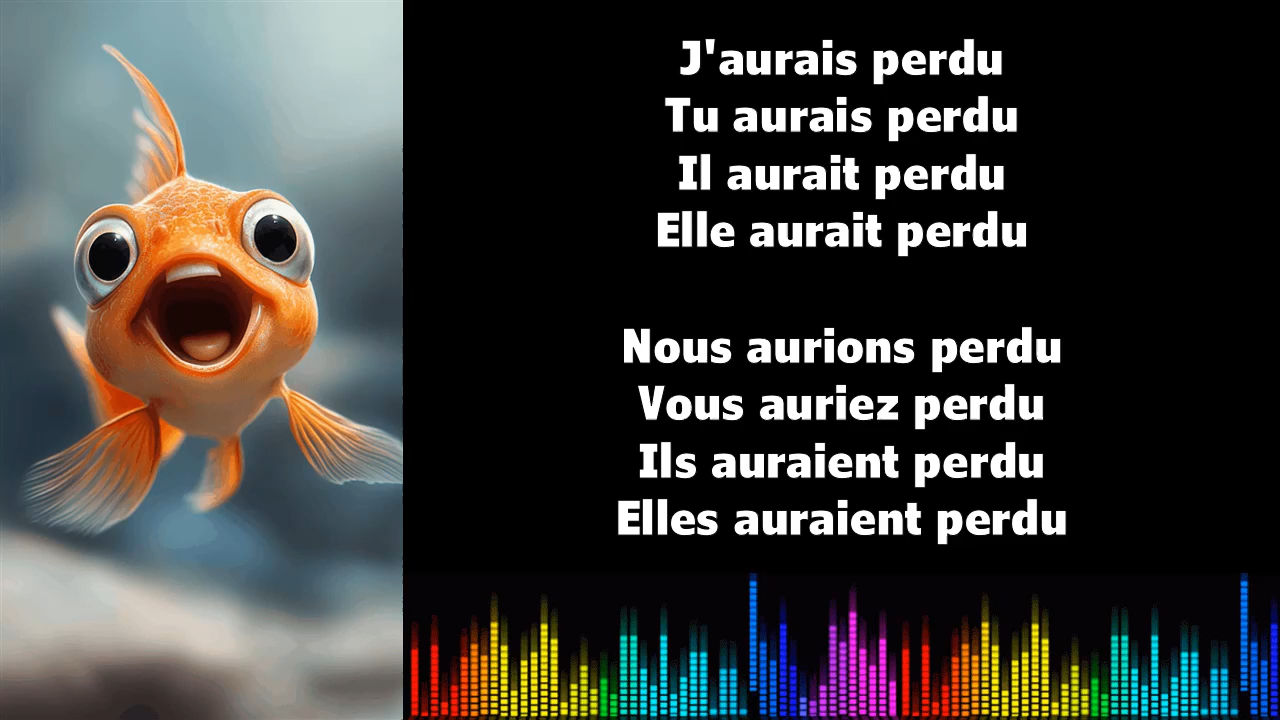 J'aurais perdu
Tu aurais perdu
Il aurait perdu
Elle aurait perdu
Nous aurions perdu
Vous auriez perdu
Ils auraient perdu
Elles auraient perdu